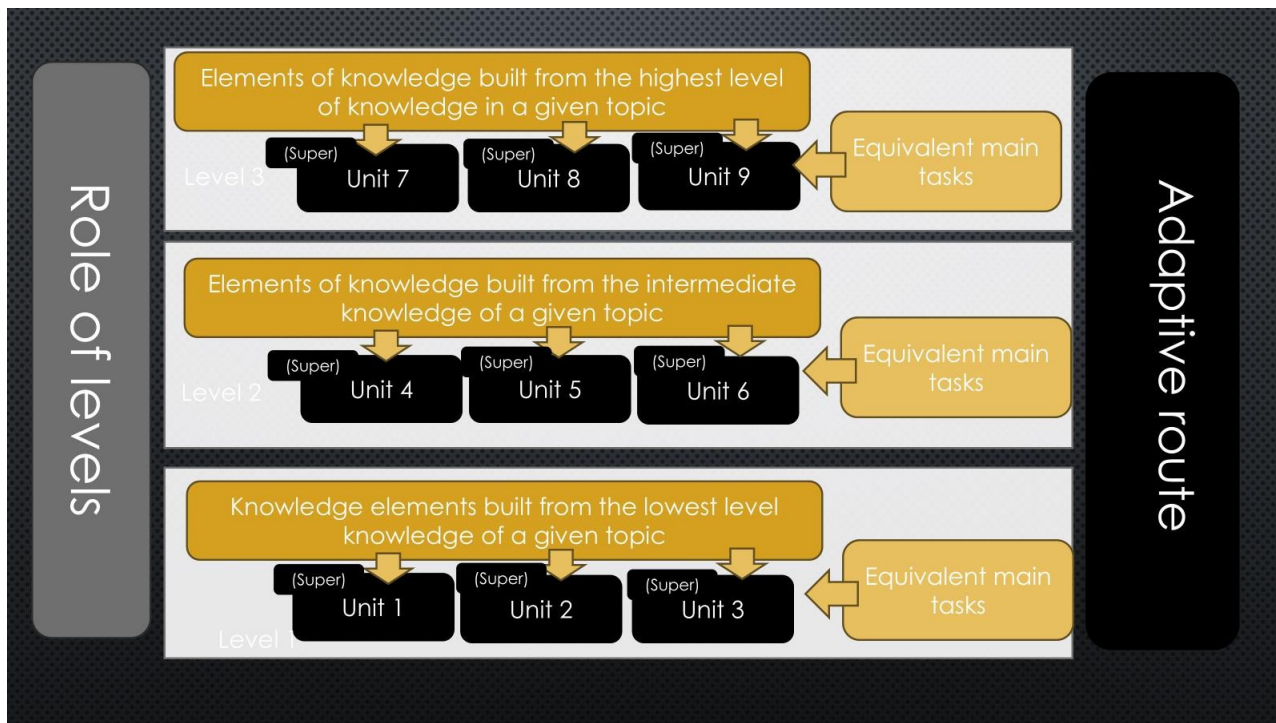 Role of levels
Elements of knowledge built from the highest level
of knowledge in a given topic
(Super)
(Super)
(Super)
Level 3
Unit 7
Unit 8
Unit 9
Equivalent main
tasks
Elements of knowledge built from the intermediate
knowledge of a given topic
(Super)
(Super)
(Super)
Level 2
Unit 4
Unit 5
Unit 6
Equivalent main
tasks
Knowledge elements built from the lowest level
knowledge of a given topic
(Super)
(Super)
(Super)
Level 1
Unit 1
Unit 2
Unit 3
Equivalent main
tasks
Adaptive route